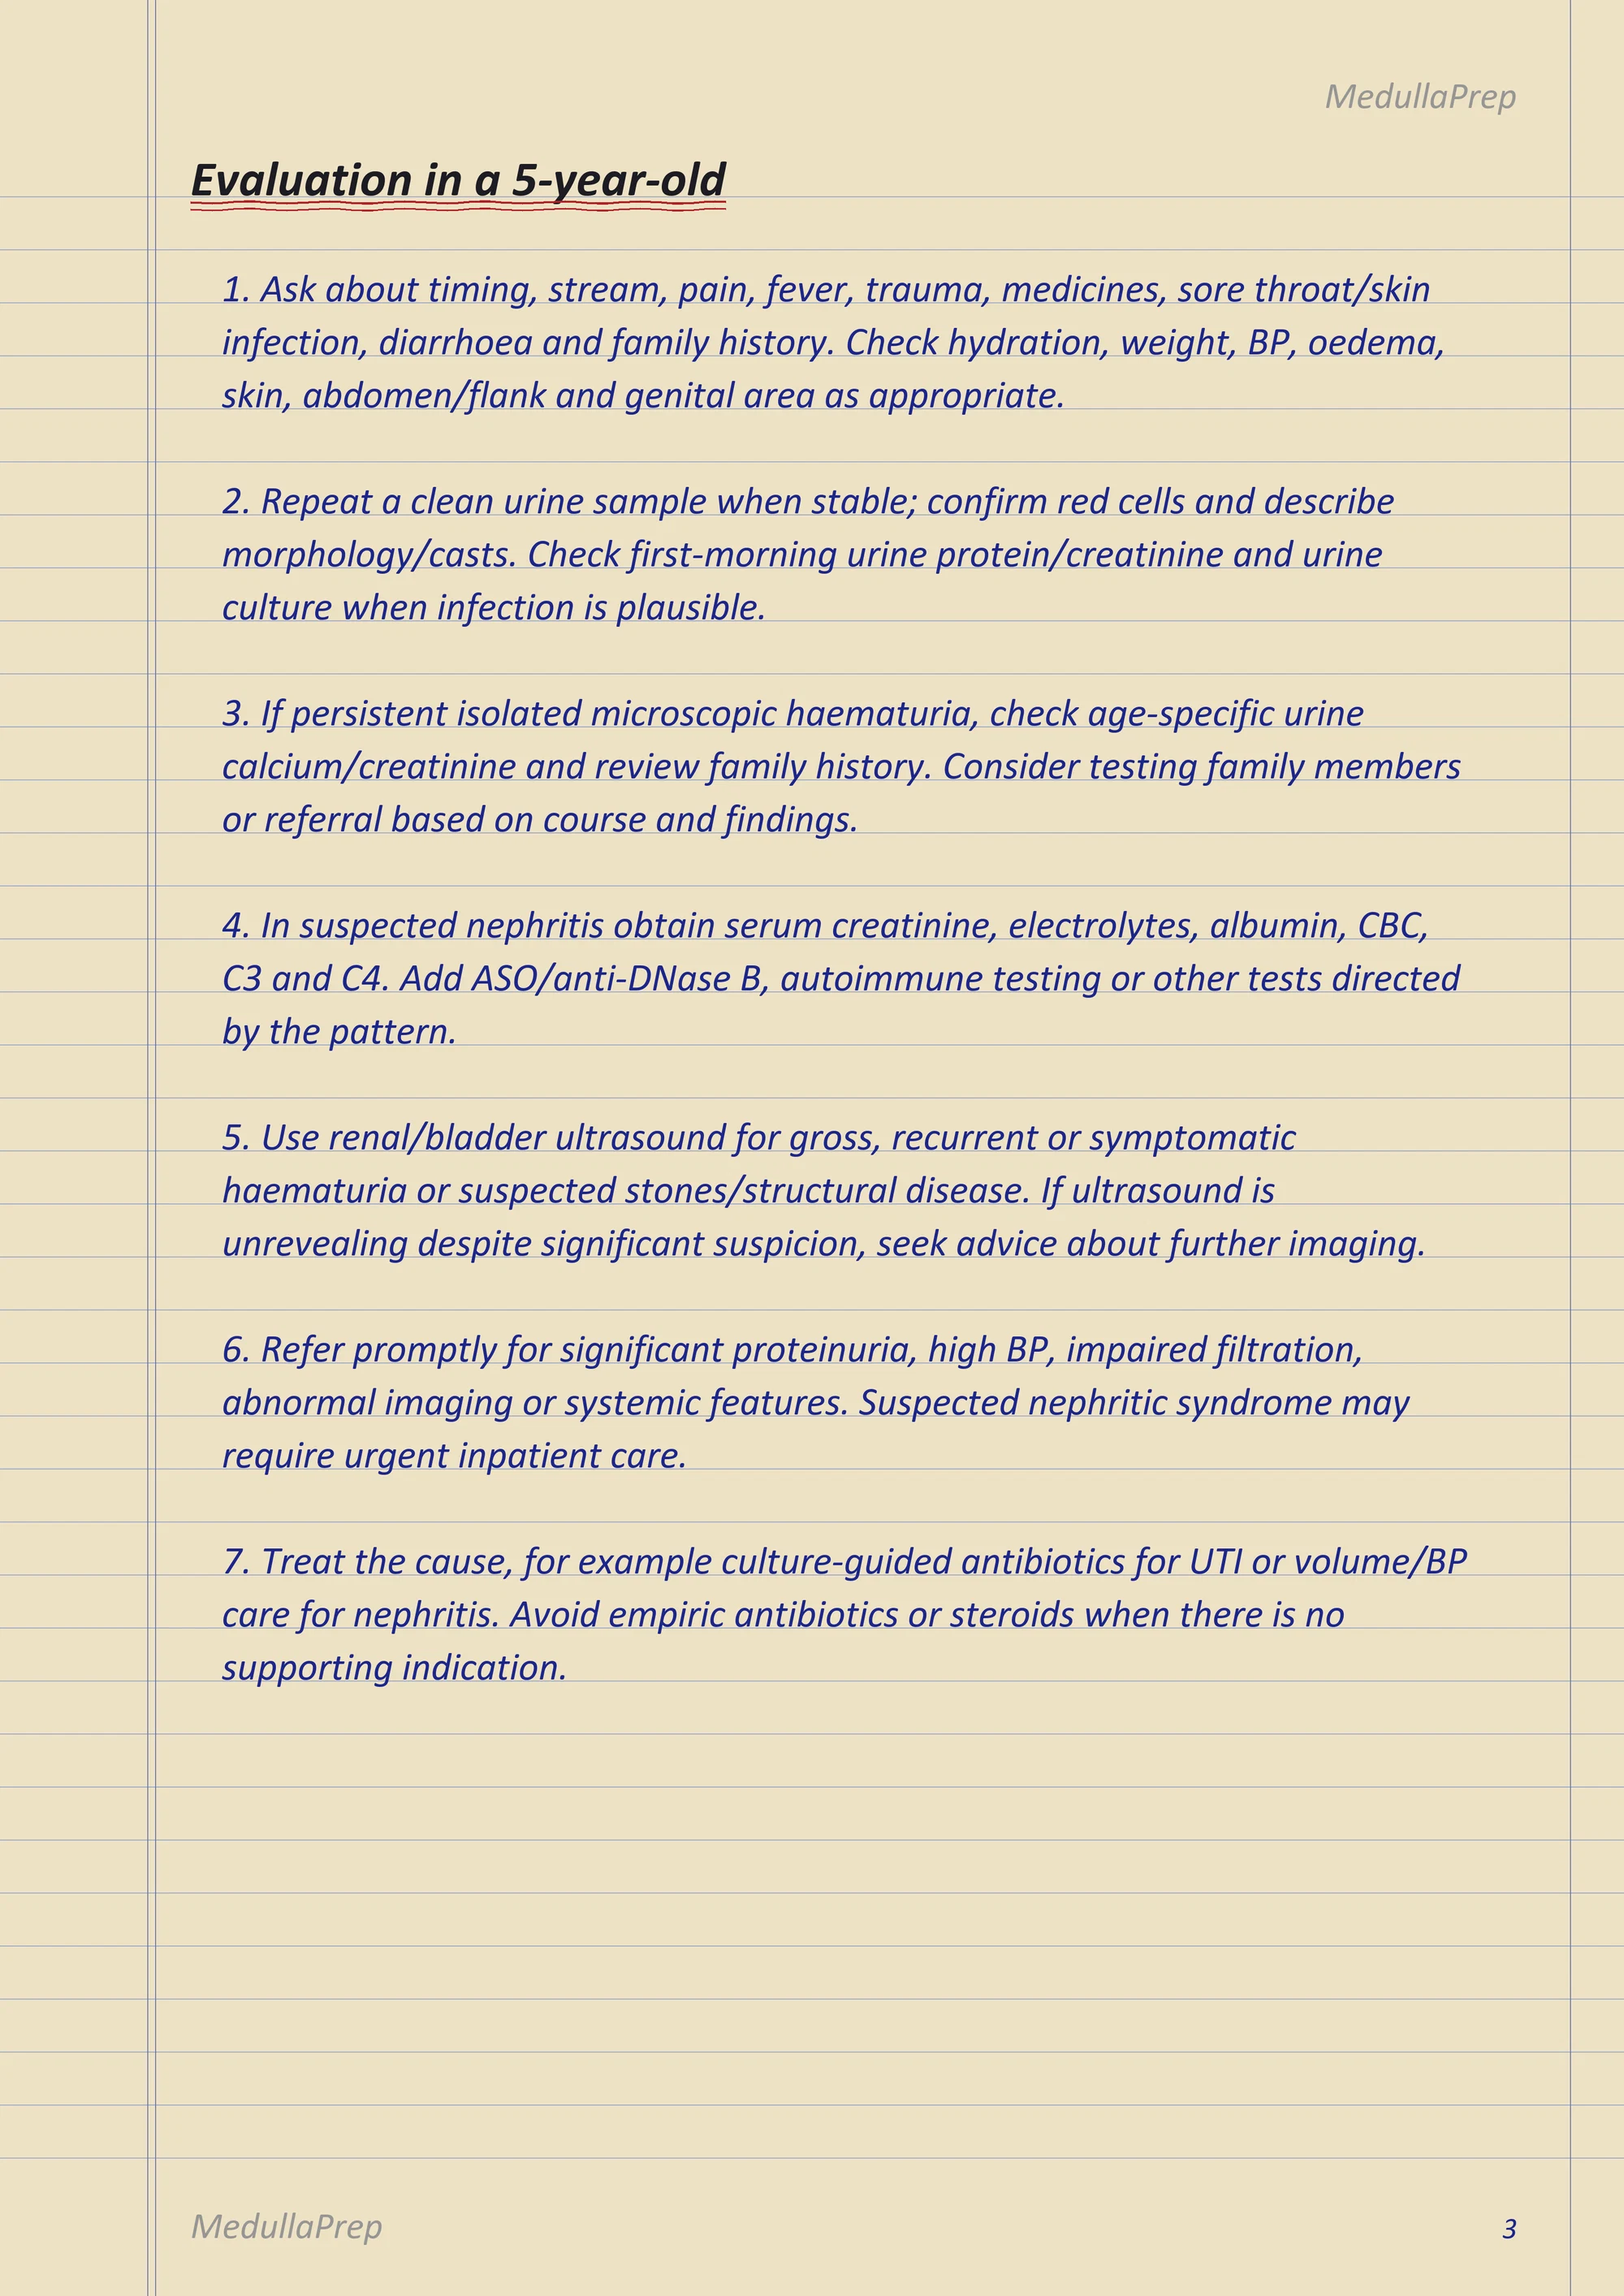 MedullaPrep
Evaluation in a 5-year-old
1. Ask about timing, stream, pain, fever, trauma, medicines, sore throat/skin
infection, diarrhoea and family history. Check hydration, weight, BP, oedema,
skin, abdomen/flank and genital area as appropriate.
2. Repeat a clean urine sample when stable; confirm red cells and describe
morphology/casts. Check first-morning urine protein/creatinine and urine
culture when infection is plausible.
3. If persistent isolated microscopic haematuria, check age-specific urine
calcium/creatinine and review family history. Consider testing family members
or referral based on course and findings.
4. In suspected nephritis obtain serum creatinine, electrolytes, albumin, CBC,
C3 and C4. Add ASO/anti-DNase B, autoimmune testing or other tests directed
by the pattern.
5. Use renal/bladder ultrasound for gross, recurrent or symptomatic
haematuria or suspected stones/structural disease. If ultrasound is
unrevealing despite significant suspicion, seek advice about further imaging.
6. Refer promptly for significant proteinuria, high BP, impaired filtration,
abnormal imaging or systemic features. Suspected nephritic syndrome may
require urgent inpatient care.
7. Treat the cause, for example culture-guided antibiotics for UTI or volume/BP
care for nephritis. Avoid empiric antibiotics or steroids when there is no
supporting indication.
MedullaPrep
3